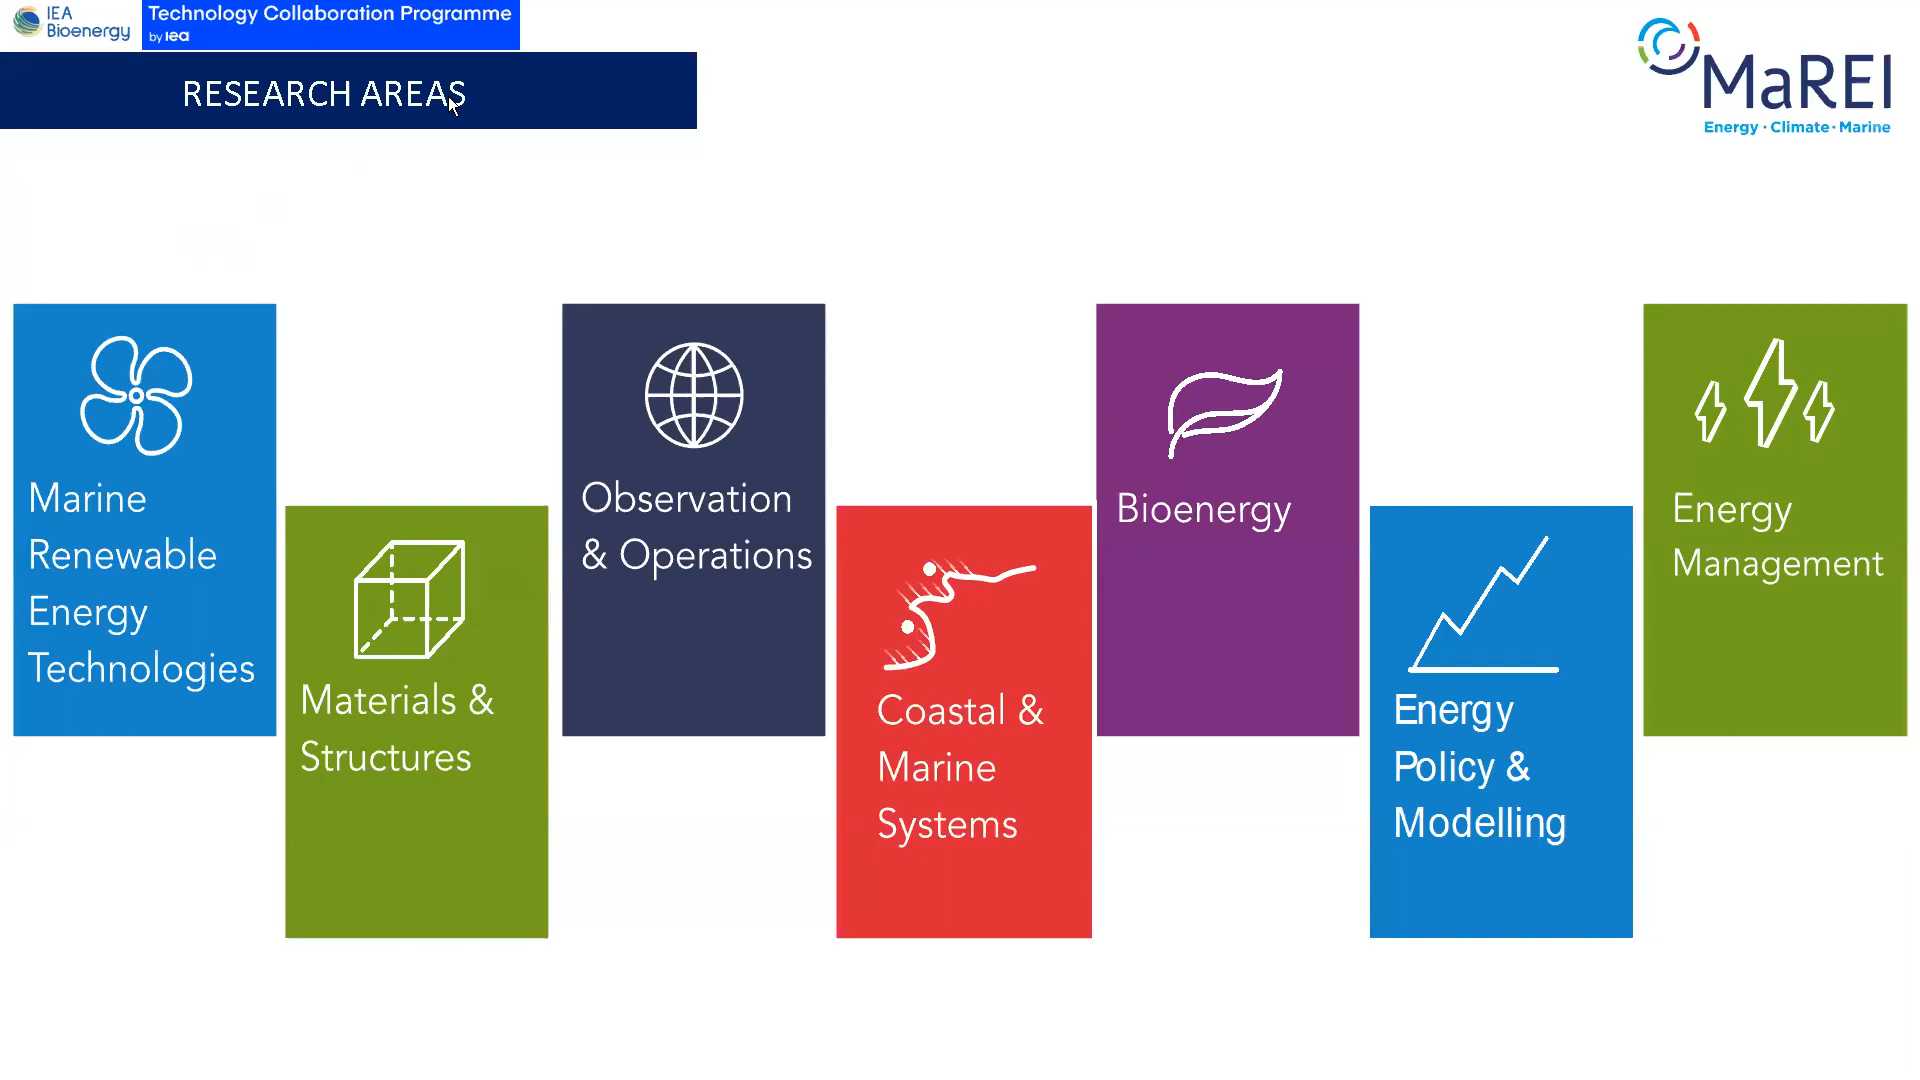 IEA
Bioenergy
Technology Collaboration Programme
by iea
RESEARCH AREAS
MaREI
Energy · Climate · Marine
Marine
Renewable
Energy
Technologies
Materials &
Structures
Observation
& Operations
Coastal &
Marine
Systems
Bioenergy
Energy
Policy &
Modelling
Energy
Management